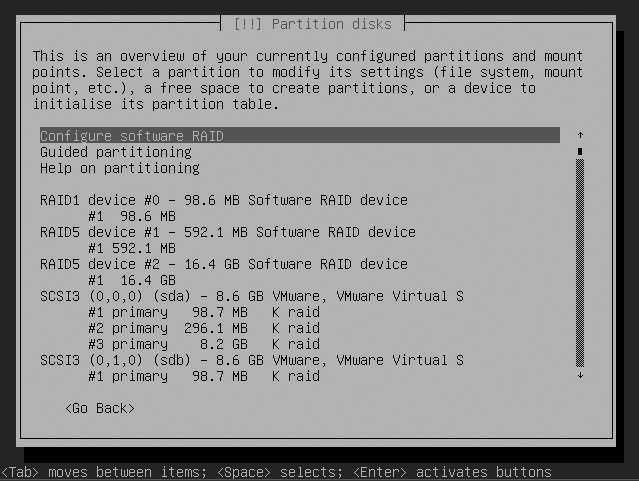 [!!] Partition disks
This is an overview of your currently configured partitions and mount
points. Select a partition to modify its settings (file system, mount
point, etc.), a free space to create partitions, or a device to
initialise its partition table.
Configure software RAID
Guided partitioning
Help on partitioning
RAID1 device #0 - 98.6 MB Software RAID device
#1  98.6 MB
RAID5 device #1 - 592.1 MB Software RAID device
#1 592.1 MB
RAID5 device #2 - 16.4 GB Software RAID device
#1  16.4 GB
SCSI3 (0,0,0) (sda) - 8.6 GB VMware, VMware Virtual S
#1 primary   98.7 MB   K raid
#2 primary  296.1 MB   K raid
#3 primary    8.2 GB   K raid
SCSI3 (0,1,0) (sdb) - 8.6 GB VMware, VMware Virtual S
#1 primary   98.7 MB   K raid
<Go Back>
<Tab> moves between items; <Space> selects; <Enter> activates buttons